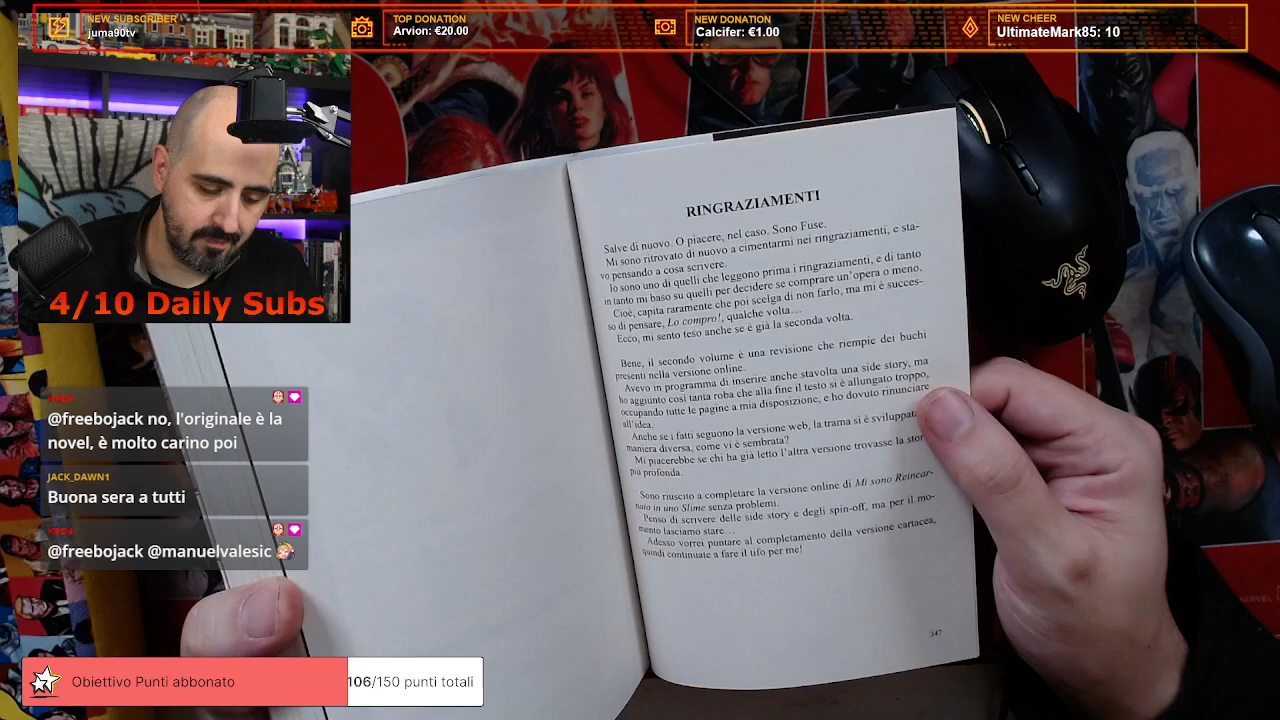 NEW SUBSCRIBER
juma90tv
TOP DONATION
Arvion: €20.00
NEW DONATION
Calcifer: €1.00
NEW CHEER
UltimateMark85: 10
4/10 Daily Subs
@freebojack no, l'originale è la
novel, è molto carino poi
JACK_DAWN1
Buona sera a tutti
@freebojack @manuelvalesic
Obiettivo Punti abbonato
106/150 punti totali
RINGRAZIAMENTI
Salve di nuovo. O piacere, nel caso. Sono Fuse.
Mi sono ritrovato di nuovo a cimentarmi nei ringraziamenti, e sta-
vo pensando a cosa scrivere.
Io sono uno di quelli che leggono prima i ringraziamenti, e di tanto
in tanto mi baso su quelli per decidere se comprare un'opera o meno.
Cioè, capita raramente che poi scelga di non farlo, ma mi è succes-
so di pensare, Lo compro!, qualche volta…
Ecco, mi sento teso anche se è già la seconda volta.
Bene, il secondo volume è una revisione che riempie dei buchi
presenti nella versione online.
Avevo in programma di inserire anche stavolta una side story, ma
ho aggiunto così tanta roba che alla fine il testo si è allungato troppo,
occupando tutte le pagine a mia disposizione, e ho dovuto rinunciare
all'idea.
Anche se i fatti seguono la versione web, la trama si è sviluppata
maniera diversa, come vi è sembrata?
Mi piacerebbe se chi ha già letto l'altra versione trovasse la stor
più profonda.
Sono riuscito a completare la versione online di Mi sono Reincar-
nato in uno Slime senza problemi.
Penso di scrivere delle side story e degli spin-off, ma per il mo-
mento lasciamo stare…
Adesso vorrei puntare al completamento della versione cartacea,
quindi continuate a fare il tifo per me!
347